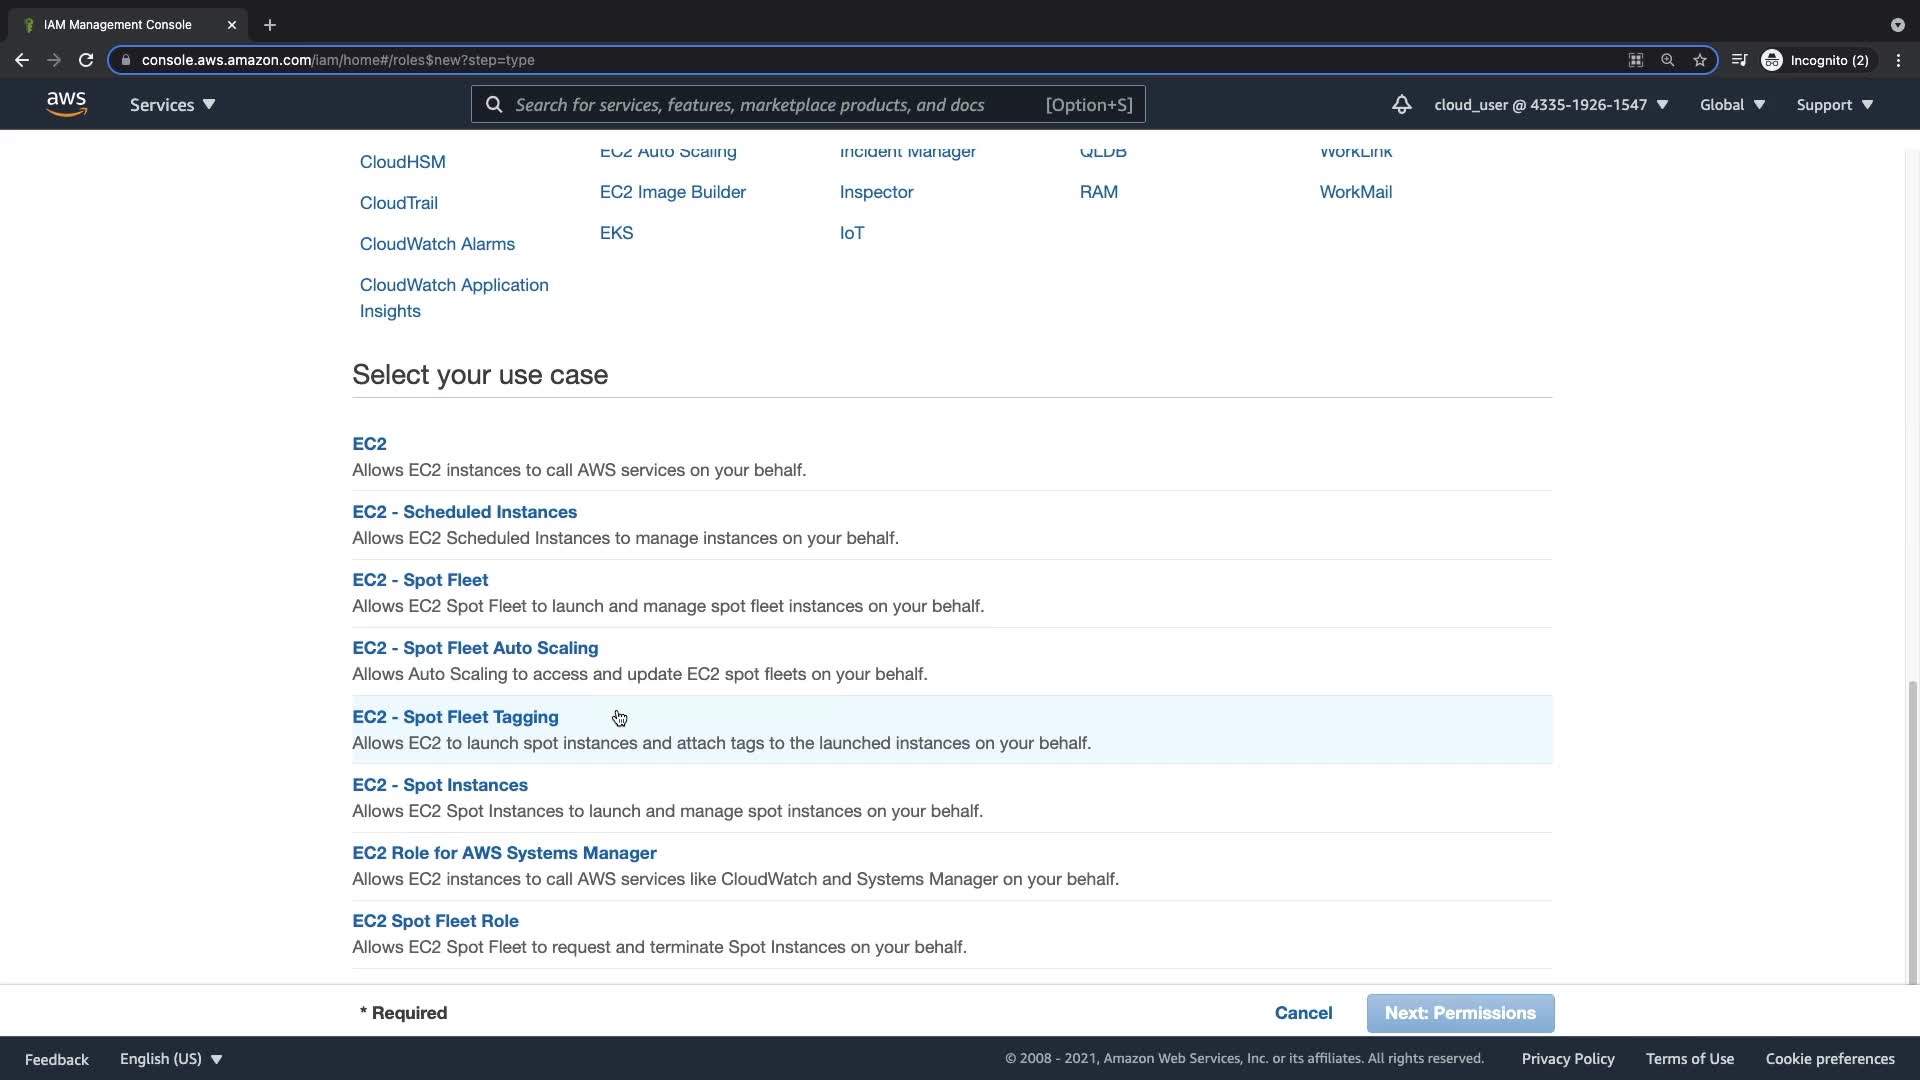 IAM Management Console
console.aws.amazon.com/iam/home#/roles$new?step=type
Incognito (2)
aws
Services
Search for services, features, marketplace products, and docs [Option+S]
cloud_user @ 4335-1926-1547
Global
Support
EC2 Auto Scaling
Incident Manager
QLDB
WorkLink
CloudHSM
EC2 Image Builder
Inspector
RAM
WorkMail
CloudTrail
EKS
IoT
CloudWatch Alarms
CloudWatch Application
Insights
Select your use case
EC2
Allows EC2 instances to call AWS services on your behalf.
EC2 - Scheduled Instances
Allows EC2 Scheduled Instances to manage instances on your behalf.
EC2 - Spot Fleet
Allows EC2 Spot Fleet to launch and manage spot fleet instances on your behalf.
EC2 - Spot Fleet Auto Scaling
Allows Auto Scaling to access and update EC2 spot fleets on your behalf.
EC2 - Spot Fleet Tagging
Allows EC2 to launch spot instances and attach tags to the launched instances on your behalf.
EC2 - Spot Instances
Allows EC2 Spot Instances to launch and manage spot instances on your behalf.
EC2 Role for AWS Systems Manager
Allows EC2 instances to call AWS services like CloudWatch and Systems Manager on your behalf.
EC2 Spot Fleet Role
Allows EC2 Spot Fleet to request and terminate Spot Instances on your behalf.
* Required
Cancel
Next: Permissions
Feedback
English (US)
© 2008 - 2021, Amazon Web Services, Inc. or its affiliates. All rights reserved.
Privacy Policy
Terms of Use
Cookie preferences